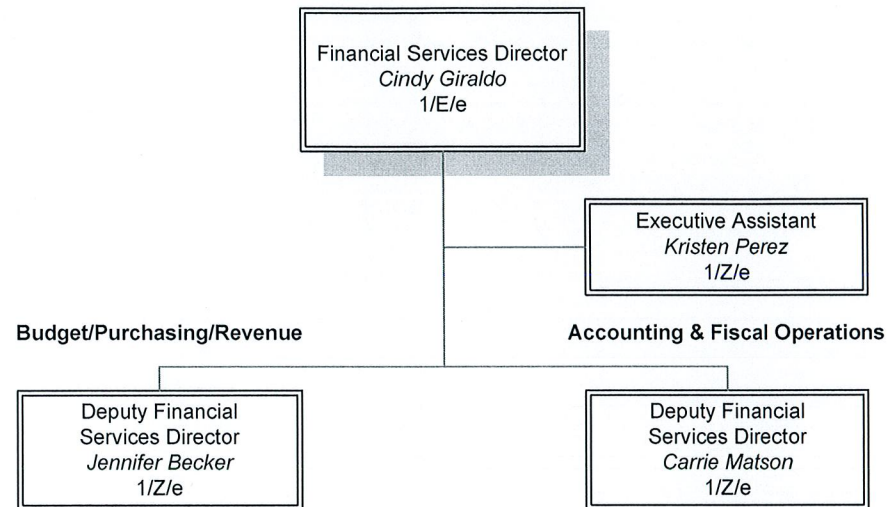 Financial Services Director
Cindy Giraldo
1/E/e
Executive Assistant
Kristen Perez
1/Z/e
Budget/Purchasing/Revenue
Accounting & Fiscal Operations
Deputy Financial
Services Director
Jennifer Becker
1/Z/e
Deputy Financial
Services Director
Carrie Matson
1/Z/e